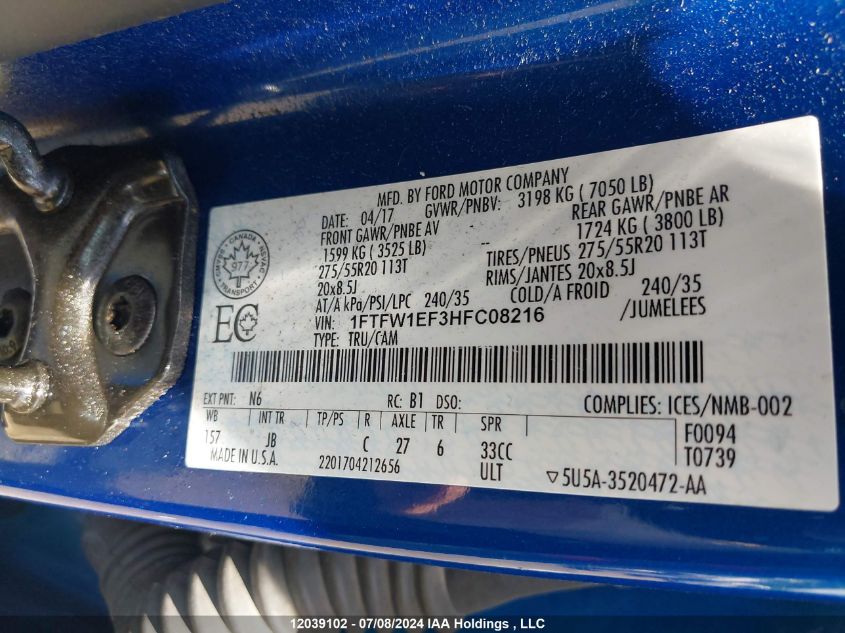 MFD. BY FORD MOTOR COMPANY
DATE: 04/17 GVWR/PNBV: 3198 KG ( 7050 LB)
FRONT GAWR/PNBE AV REAR GAWR/PNBE AR
1599 KG ( 3525 LB) -- 1724 KG ( 3800 LB)
275/55R20 113T TIRES/PNEUS 275/55R20 113T
20x8.5J RIMS/JANTES 20x8.5J
AT/A kPa/PSI/LPC 240/35 COLD/A FROID 240/35
VIN: 1FTFW1EF3HFC08216 /JUMELEES
TYPE: TRU/CAM
CANADA
977
TRANSPORT
EC
EXT PNT: N6 RC: B1 DSO: COMPLIES: ICES/NMB-002
WB INT TR TP/PS R AXLE TR SPR F0094
157 JB C 27 6 33CC T0739
MADE IN U.S.A. 2201704212656 ULT ▽5U5A-3520472-AA
12039102 - 07/08/2024 IAA Holdings , LLC